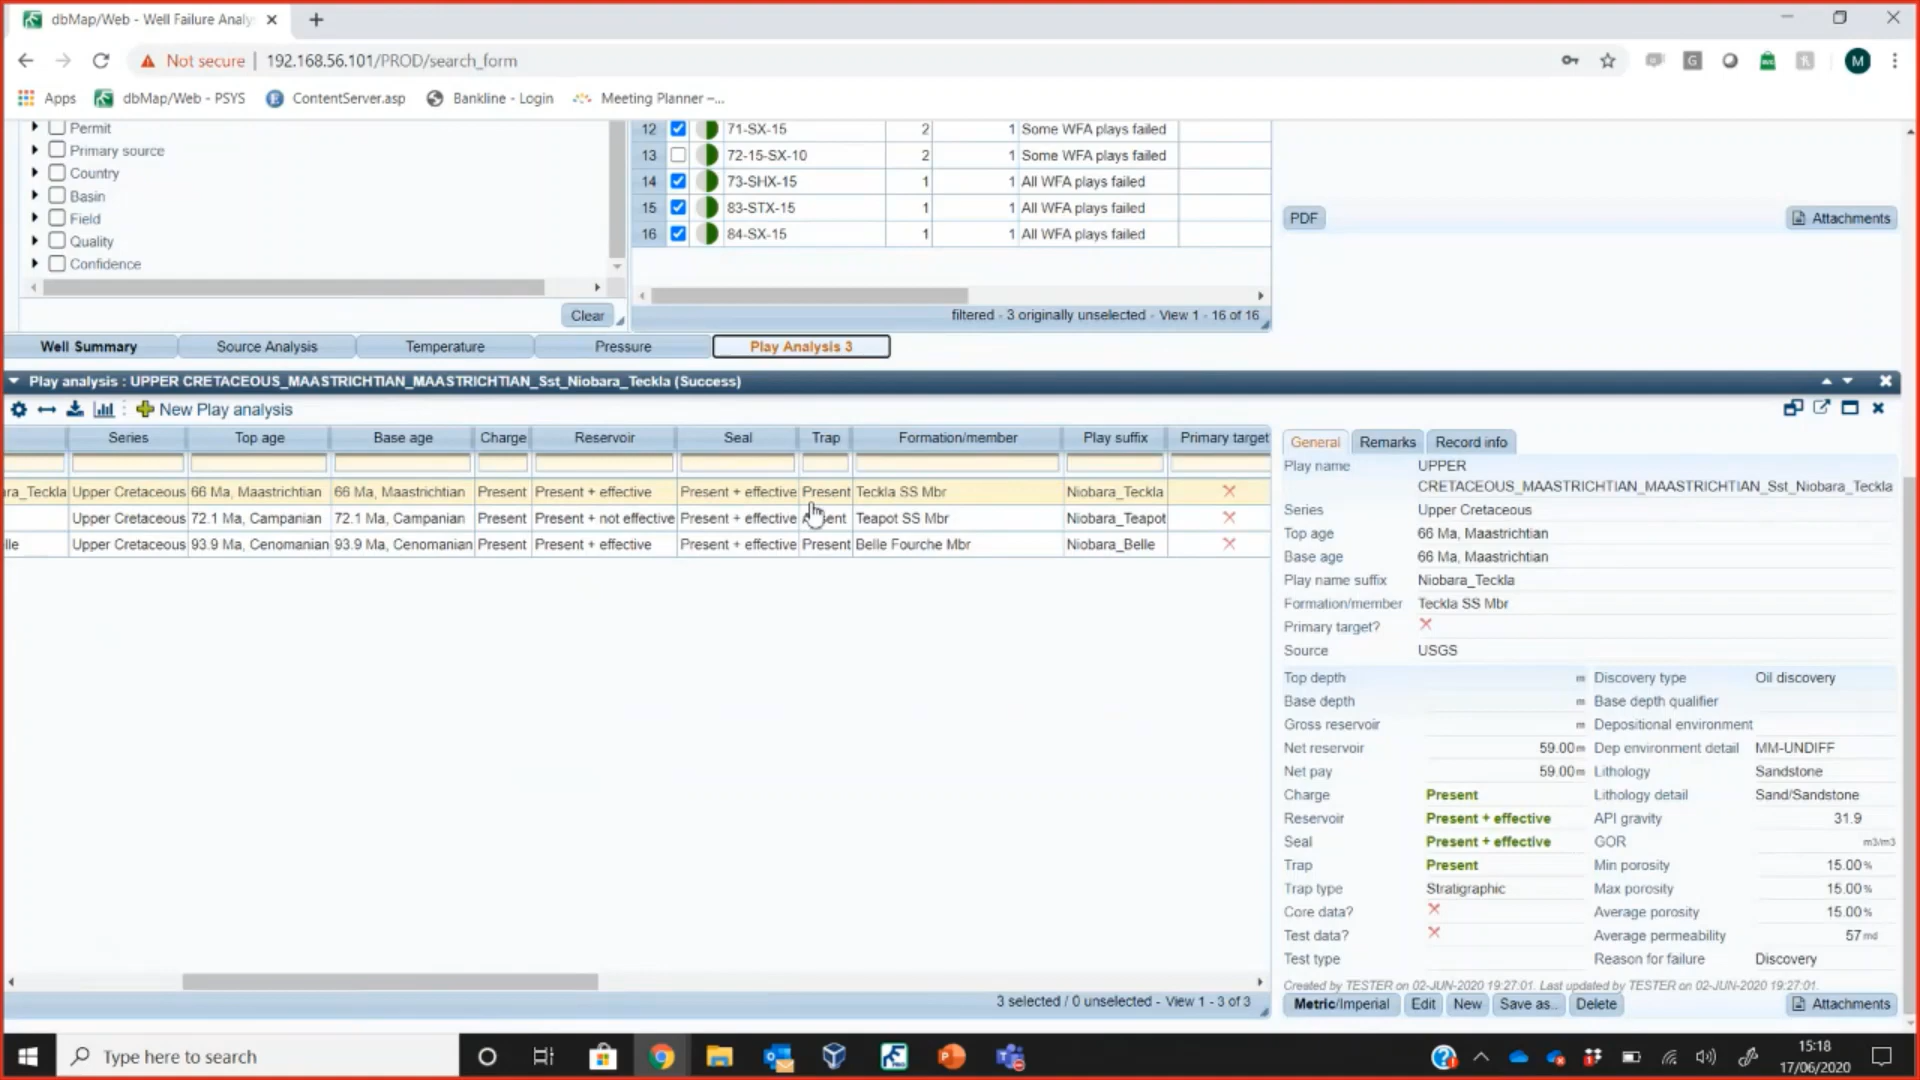 dbMap/Web - Well Failure Analy
Not secure | 192.168.56.101/PROD/search_form
M
Apps dbMap/Web - PSYS ContentServer.asp Bankline - Login Meeting Planner –...
Permit
Primary source
Country
Basin
Field
Quality
Confidence
Clear
12 71-SX-15 2 1 Some WFA plays failed
13 72-15-SX-10 2 1 Some WFA plays failed
14 73-SHX-15 1 1 All WFA plays failed
15 83-STX-15 1 1 All WFA plays failed
16 84-SX-15 1 1 All WFA plays failed
filtered - 3 originally unselected - View 1 - 16 of 16
PDF Attachments
Well Summary Source Analysis Temperature Pressure Play Analysis 3
Play analysis : UPPER CRETACEOUS_MAASTRICHTIAN_MAASTRICHTIAN_Sst_Niobara_Teckla (Success)
New Play analysis
Series Top age Base age Charge Reservoir Seal Trap Formation/member Play suffix Primary target
ra_Teckla Upper Cretaceous 66 Ma, Maastrichtian 66 Ma, Maastrichtian Present Present + effective Present + effective Present Teckla SS Mbr Niobara_Teckla
Upper Cretaceous 72.1 Ma, Campanian 72.1 Ma, Campanian Present Present + not effective Present + effective Teapot SS Mbr Niobara_Teapot
lle Upper Cretaceous 93.9 Ma, Cenomanian 93.9 Ma, Cenomanian Present Present + effective Present + effective Present Belle Fourche Mbr Niobara_Belle
3 selected / 0 unselected - View 1 - 3 of 3
General Remarks Record info
Play name UPPER
CRETACEOUS_MAASTRICHTIAN_MAASTRICHTIAN_Sst_Niobara_Teckla
Series Upper Cretaceous
Top age 66 Ma, Maastrichtian
Base age 66 Ma, Maastrichtian
Play name suffix Niobara_Teckla
Formation/member Teckla SS Mbr
Primary target?
Source USGS
Top depth m Discovery type Oil discovery
Base depth m Base depth qualifier
Gross reservoir m Depositional environment
Net reservoir 59.00 m Dep environment detail MM-UNDIFF
Net pay 59.00 m Lithology Sandstone
Charge Present Lithology detail Sand/Sandstone
Reservoir Present + effective API gravity 31.9
Seal Present + effective GOR m3/m3
Trap Present Min porosity 15.00 %
Trap type Stratigraphic Max porosity 15.00 %
Core data? Average porosity 15.00 %
Test data? Average permeability 57 md
Test type Reason for failure Discovery
Created by TESTER on 02-JUN-2020 19:27:01. Last updated by TESTER on 02-JUN-2020 19:27:01.
Metric/Imperial Edit New Save as.. Delete Attachments
Type here to search
15:18
17/06/2020